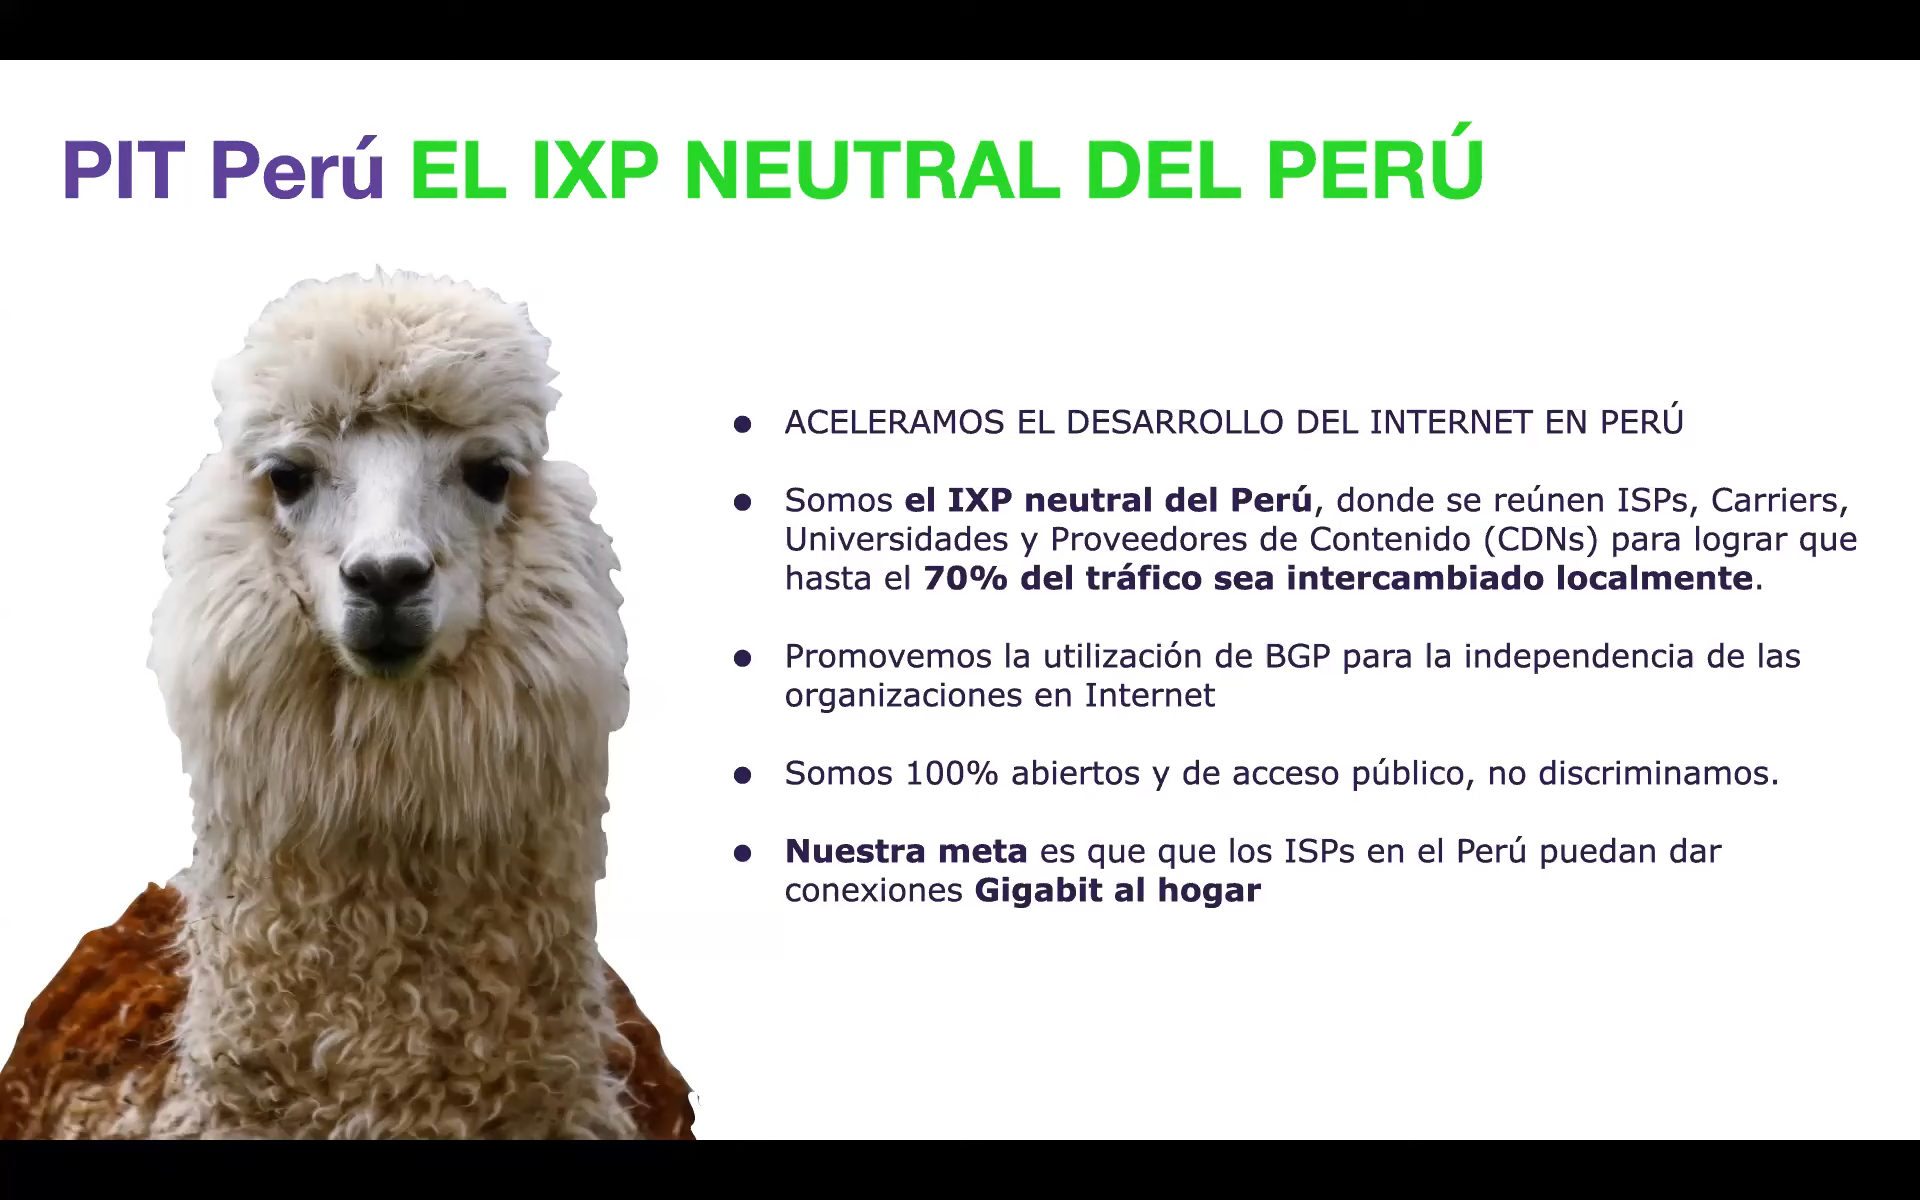 PIT Perú EL IXP NEUTRAL DEL PERÚ
● ACELERAMOS EL DESARROLLO DEL INTERNET EN PERÚ
● Somos el IXP neutral del Perú, donde se reúnen ISPs, Carriers,
Universidades y Proveedores de Contenido (CDNs) para lograr que
hasta el 70% del tráfico sea intercambiado localmente.
● Promovemos la utilización de BGP para la independencia de las
organizaciones en Internet
● Somos 100% abiertos y de acceso público, no discriminamos.
● Nuestra meta es que que los ISPs en el Perú puedan dar
conexiones Gigabit al hogar